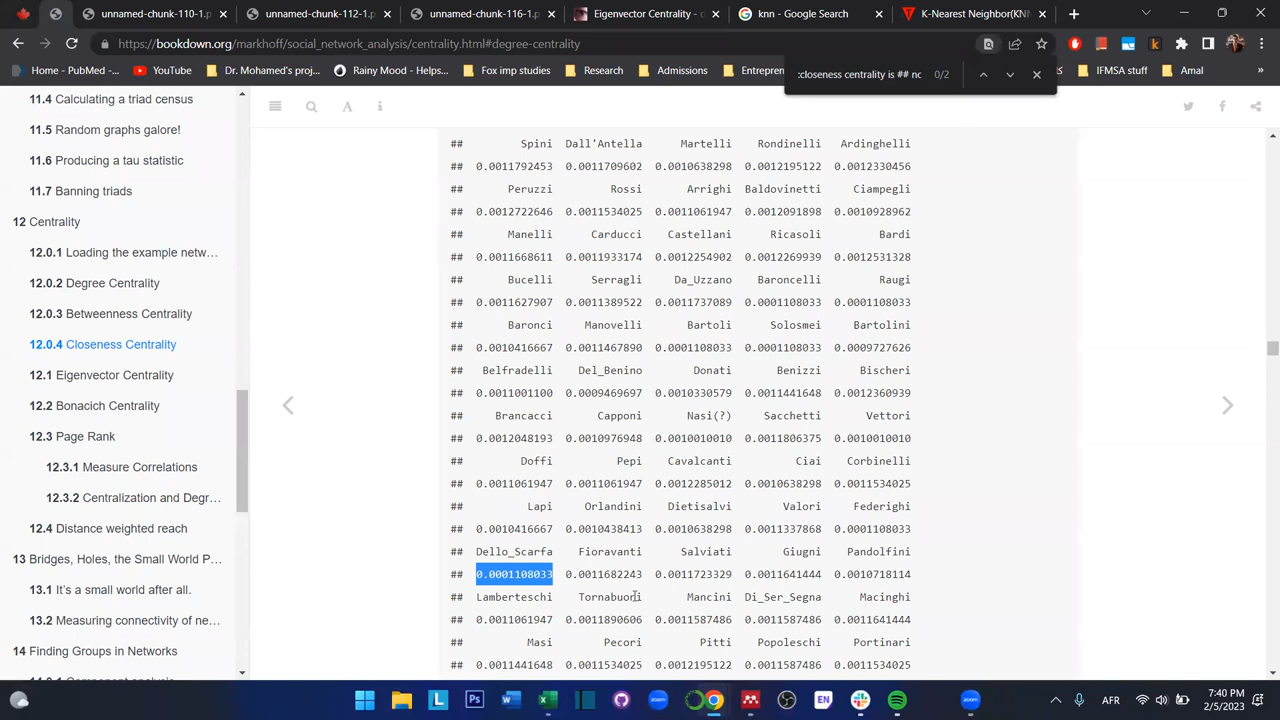 unnamed-chunk-110-1.p
unnamed-chunk-112-1.p
unnamed-chunk-116-1.p
Eigenvector Centrality - c
knn - Google Search
K-Nearest Neighbor(KNN
https://bookdown.org/markhoff/social_network_analysis/centrality.html#degree-centrality
Home - PubMed -...
YouTube
Dr. Mohamed's proj...
Rainy Mood - Helps...
Fox imp stuff
Research
Admissions
Entrepren
IFMSA stuff
Amal
:closeness centrality is ## nc
0/2
11.4 Calculating a triad census
11.5 Random graphs galore!
11.6 Producing a tau statistic
11.7 Banning triads
12 Centrality
12.0.1 Loading the example netw...
12.0.2 Degree Centrality
12.0.3 Betweenness Centrality
12.0.4 Closeness Centrality
12.1 Eigenvector Centrality
12.2 Bonacich Centrality
12.3 Page Rank
12.3.1 Measure Correlations
12.3.2 Centralization and Degr...
12.4 Distance weighted reach
13 Bridges, Holes, the Small World P...
13.1 It's a small world after all.
13.2 Measuring connectivity of ne...
14 Finding Groups in Networks
## Spini Dall'Antella Martelli Rondinelli Ardinghelli
## 0.0011792453 0.0011709602 0.0010638298 0.0012195122 0.0012330456
## Peruzzi Rossi Arrighi Baldovinetti Ciampegli
## 0.0012722646 0.0011534025 0.0011061947 0.0012091898 0.0010928962
## Manelli Carducci Castellani Ricasoli Bardi
## 0.0011668611 0.0011933174 0.0012254902 0.0012269939 0.0012531328
## Bucelli Serragli Da_Uzzano Baroncelli Raugi
## 0.0011627907 0.0011389522 0.0011737089 0.0001108033 0.0001108033
## Baronci Manovelli Bartoli Solosmei Bartolini
## 0.0010416667 0.0011467890 0.0001108033 0.0001108033 0.0009727626
## Belfradelli Del_Benino Donati Benizzi Bischeri
## 0.0011001100 0.0009469697 0.0010330579 0.0011441648 0.0012360939
## Brancacci Capponi Nasi(?) Sacchetti Vettori
## 0.0012048193 0.0010976948 0.0010010010 0.0011806375 0.0010010010
## Doffi Pepi Cavalcanti Ciai Corbinelli
## 0.0011061947 0.0011061947 0.0012285012 0.0010638298 0.0011534025
## Lapi Orlandini Dietisalvi Valori Federighi
## 0.0010416667 0.0010438413 0.0010638298 0.0011337868 0.0001108033
## Dello_Scarfa Fioravanti Salviati Giugni Pandolfini
## 0.0001108033 0.0011682243 0.0011723329 0.0011641444 0.0010718114
## Lamberteschi Tornabuori Mancini Di_Ser_Segna Macinghi
## 0.0011061947 0.0011890606 0.0011587486 0.0011587486 0.0011641444
## Masi Pecori Pitti Popoleschi Portinari
## 0.0011441648 0.0011534025 0.0012195122 0.0011587486 0.0011534025
AFR
7:40 PM
2/5/2023